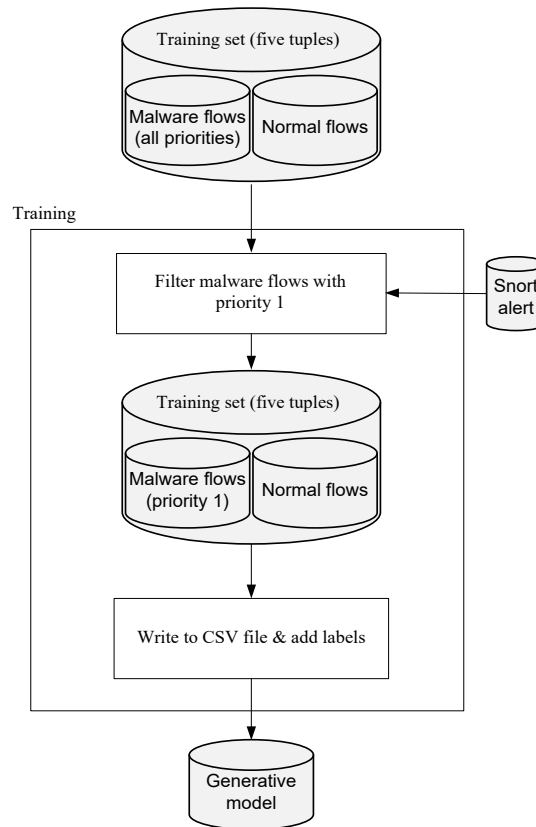 Training set (five tuples)
Malware flows
(all priorities)
Normal flows
Training
Filter malware flows with
priority 1
Snort
alert
Training set (five tuples)
Malware flows
(priority 1)
Normal flows
Write to CSV file & add labels
Generative
model